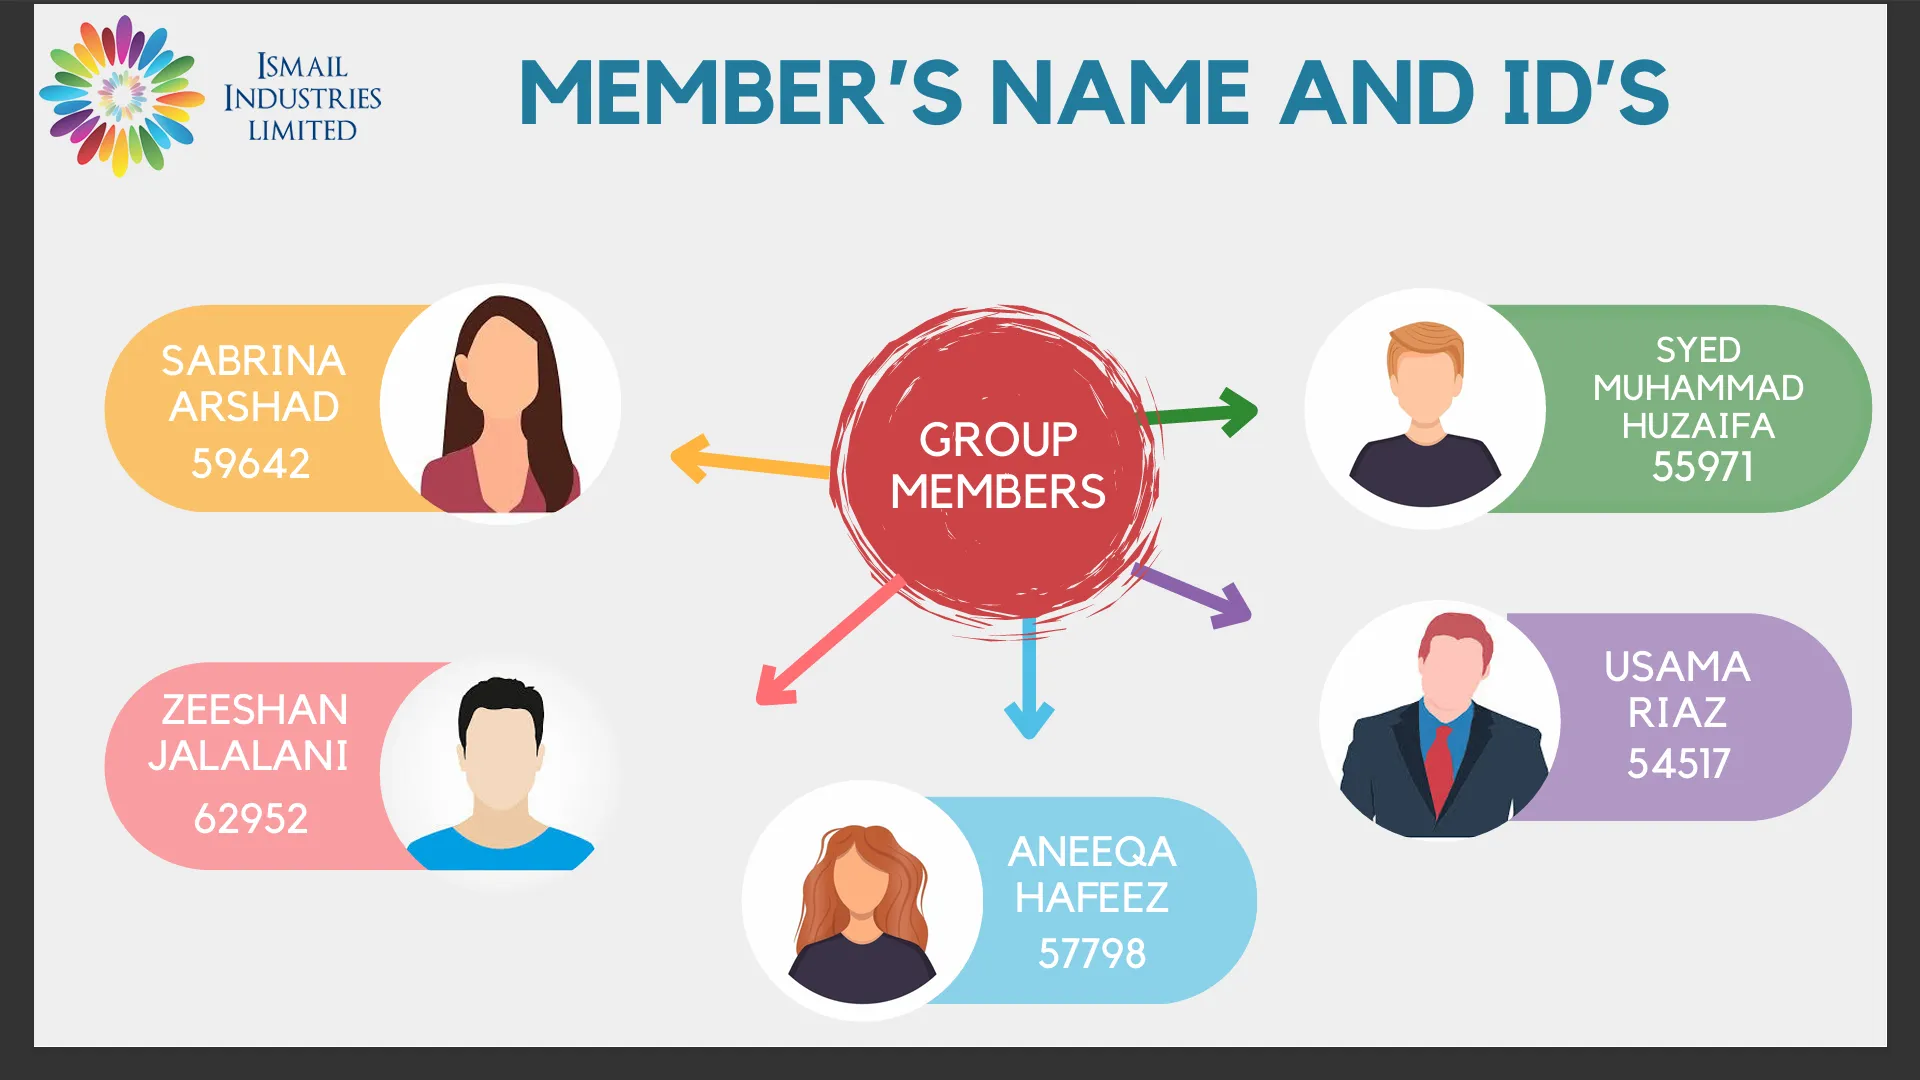 ISMAIL
INDUSTRIES
LIMITED
MEMBER'S NAME AND ID'S
SABRINA
ARSHAD
59642
GROUP
MEMBERS
SYED
MUHAMMAD
HUZAIFA
55971
ZEESHAN
JALALANI
62952
USAMA
RIAZ
54517
ANEEQA
HAFEEZ
57798